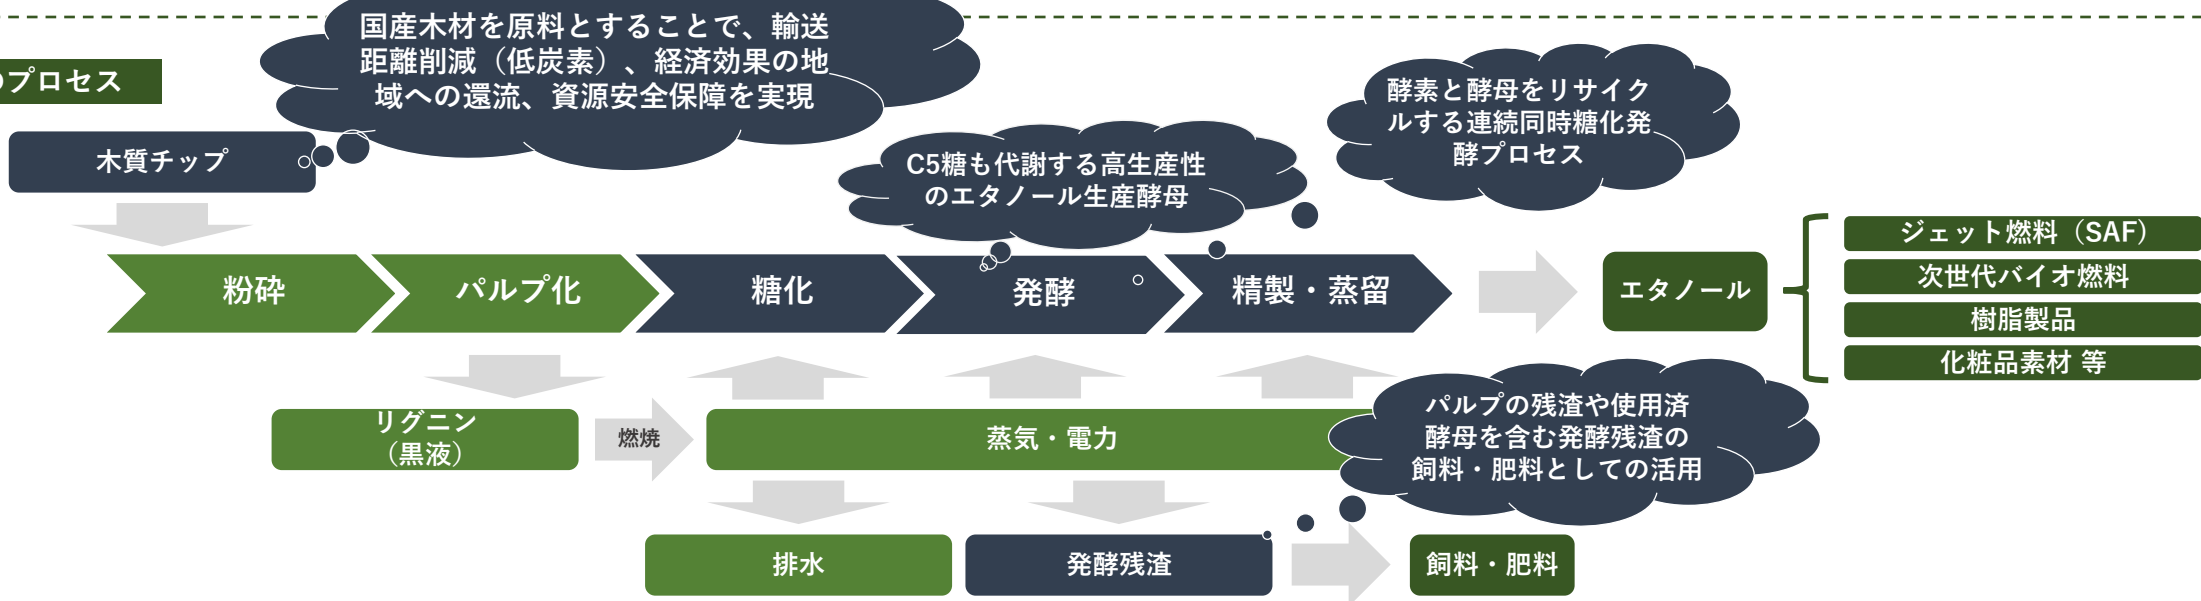 国産木材を原料とすることで、輸送
距離削減（低炭素）、経済効果の地
域への還流、資源安全保障を実現
のプロセス
木質チップ
酵素と酵母をリサイク
ルする連続同時糖化発
酵プロセス
C5糖も代謝する高生産性
のエタノール生産酵母
粉砕
パルプ化
糖化
発酵
精製・蒸留
エタノール
ジェット燃料（SAF）
次世代バイオ燃料
樹脂製品
化粧品素材 等
リグニン
（黒液）
燃焼
蒸気・電力
パルプの残渣や使用済
酵母を含む発酵残渣の
飼料・肥料としての活用
排水
発酵残渣
飼料・肥料